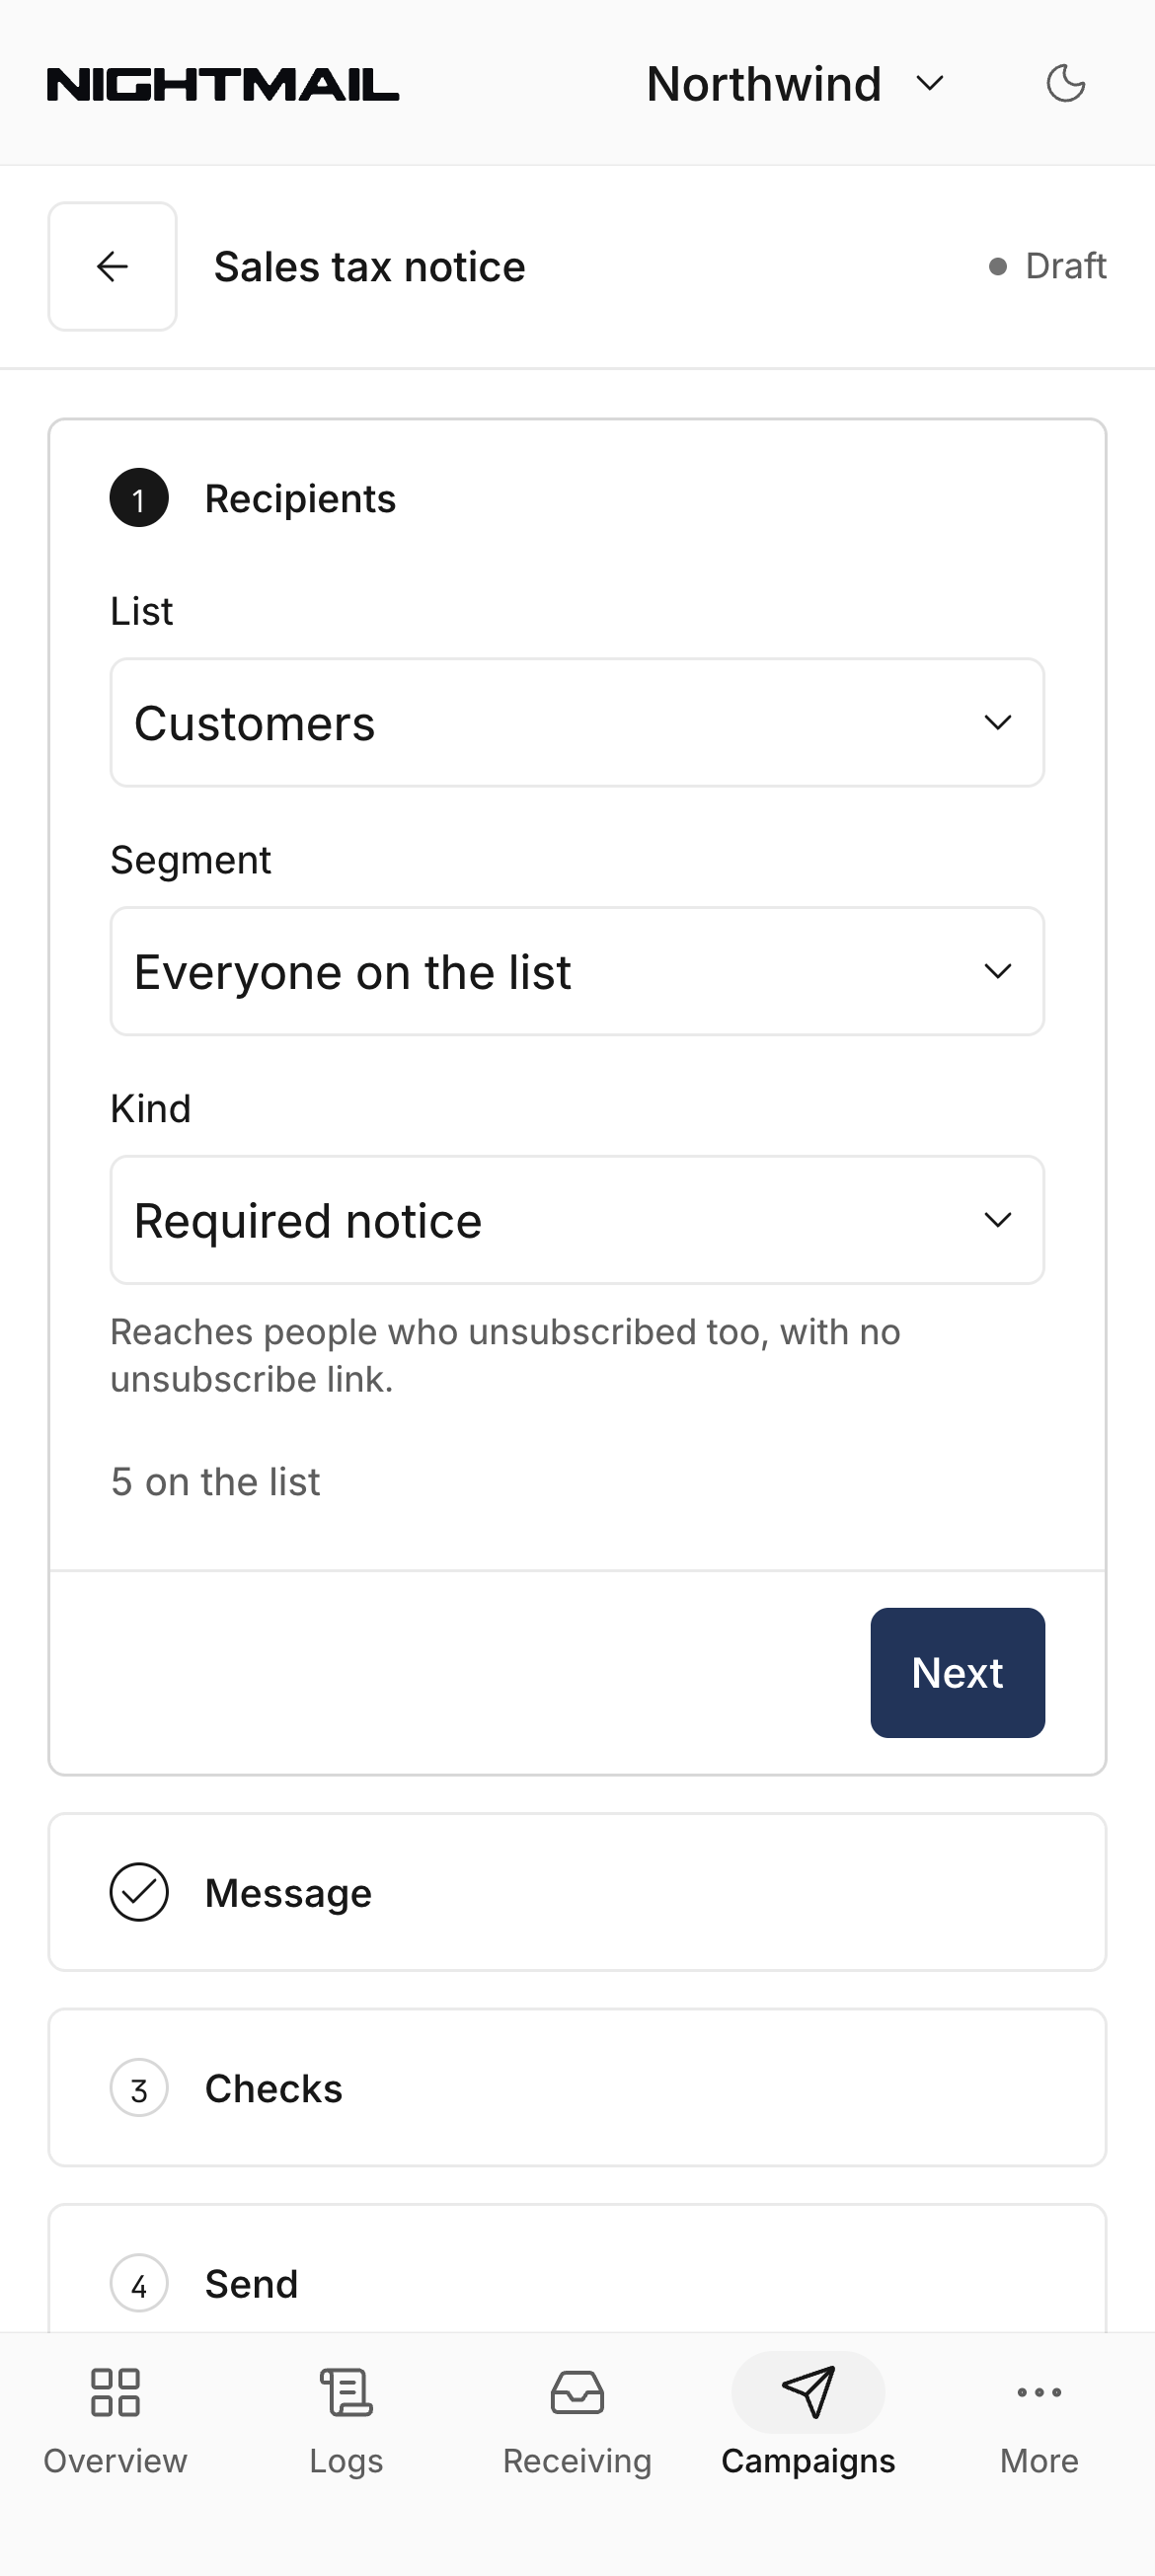 NIGHTMAIL
Northwind
Sales tax notice
Draft
1
Recipients
List
Customers
Segment
Everyone on the list
Kind
Required notice
Reaches people who unsubscribed too, with no
unsubscribe link.
5 on the list
Next
Message
3
Checks
4
Send
Overview
Logs
Receiving
Campaigns
More